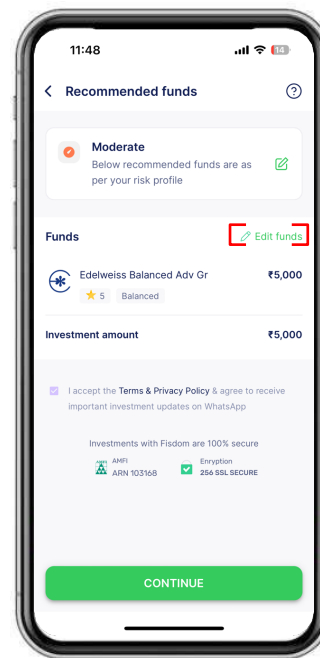 11:48
14
Recommended funds
?
Moderate
Below recommended funds are as
per your risk profile
Funds
Edit funds
Edelweiss Balanced Adv Gr
₹5,000
5
Balanced
Investment amount
₹5,000
I accept the Terms & Privacy Policy & agree to receive
important investment updates on WhatsApp
Investments with Fisdom are 100% secure
AMFI
ARN 103168
Enryption
256 SSL SECURE
CONTINUE